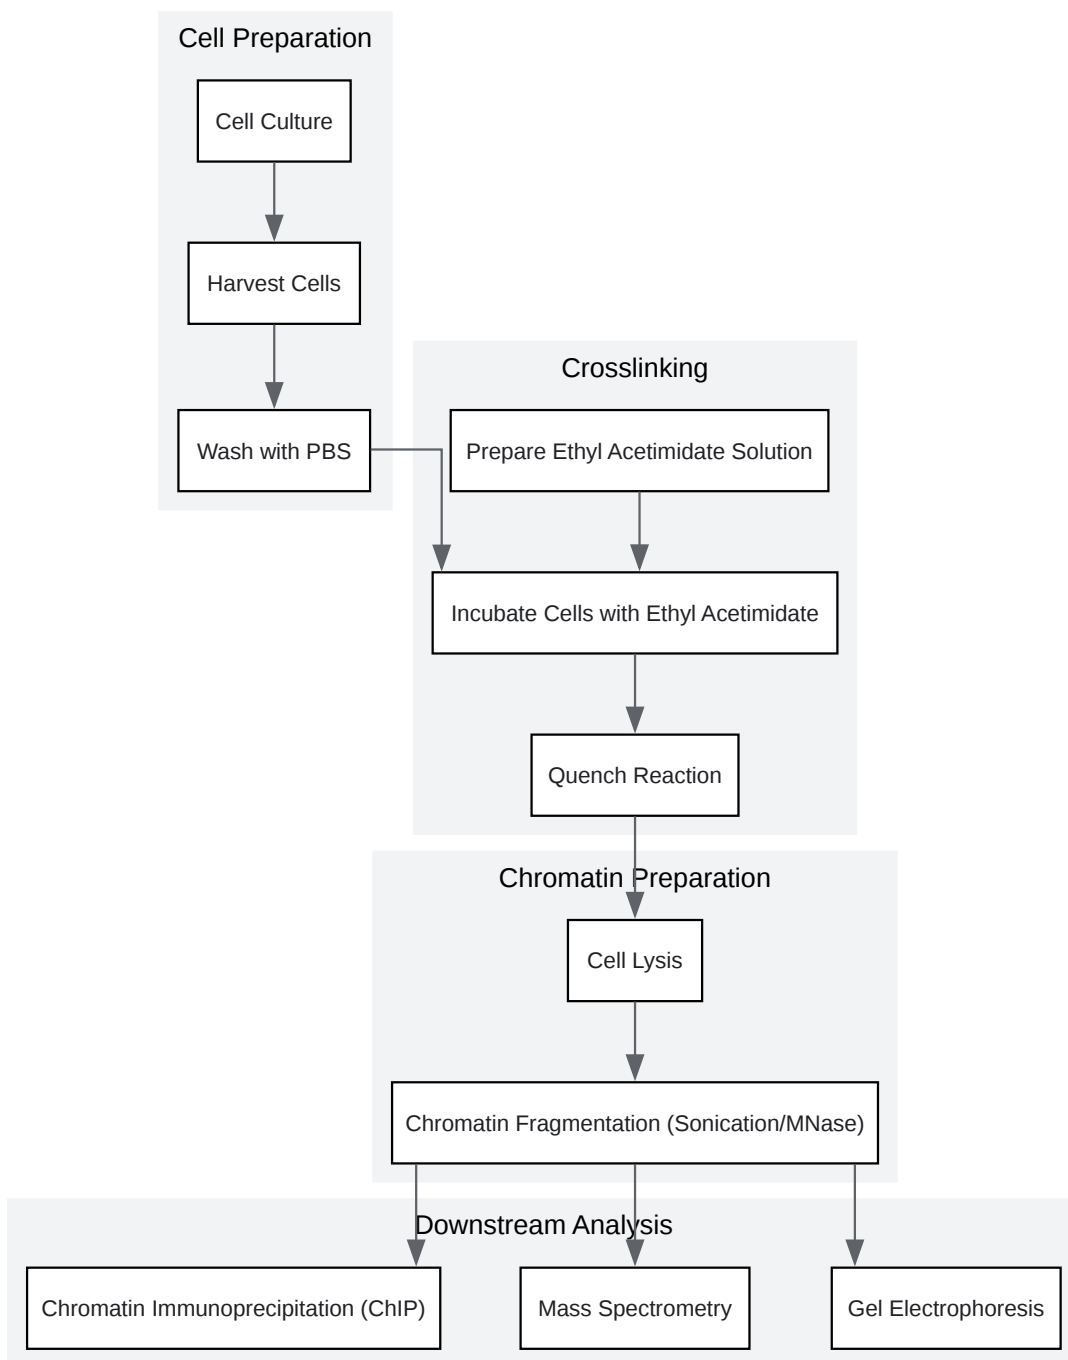 Cell Preparation
Cell Culture
Harvest Cells
Wash with PBS
Crosslinking
Prepare Ethyl Acetimidate Solution
Incubate Cells with Ethyl Acetimidate
Quench Reaction
Chromatin Preparation
Cell Lysis
Chromatin Fragmentation (Sonication/MNase)
Downstream Analysis
Chromatin Immunoprecipitation (ChIP)
Mass Spectrometry
Gel Electrophoresis